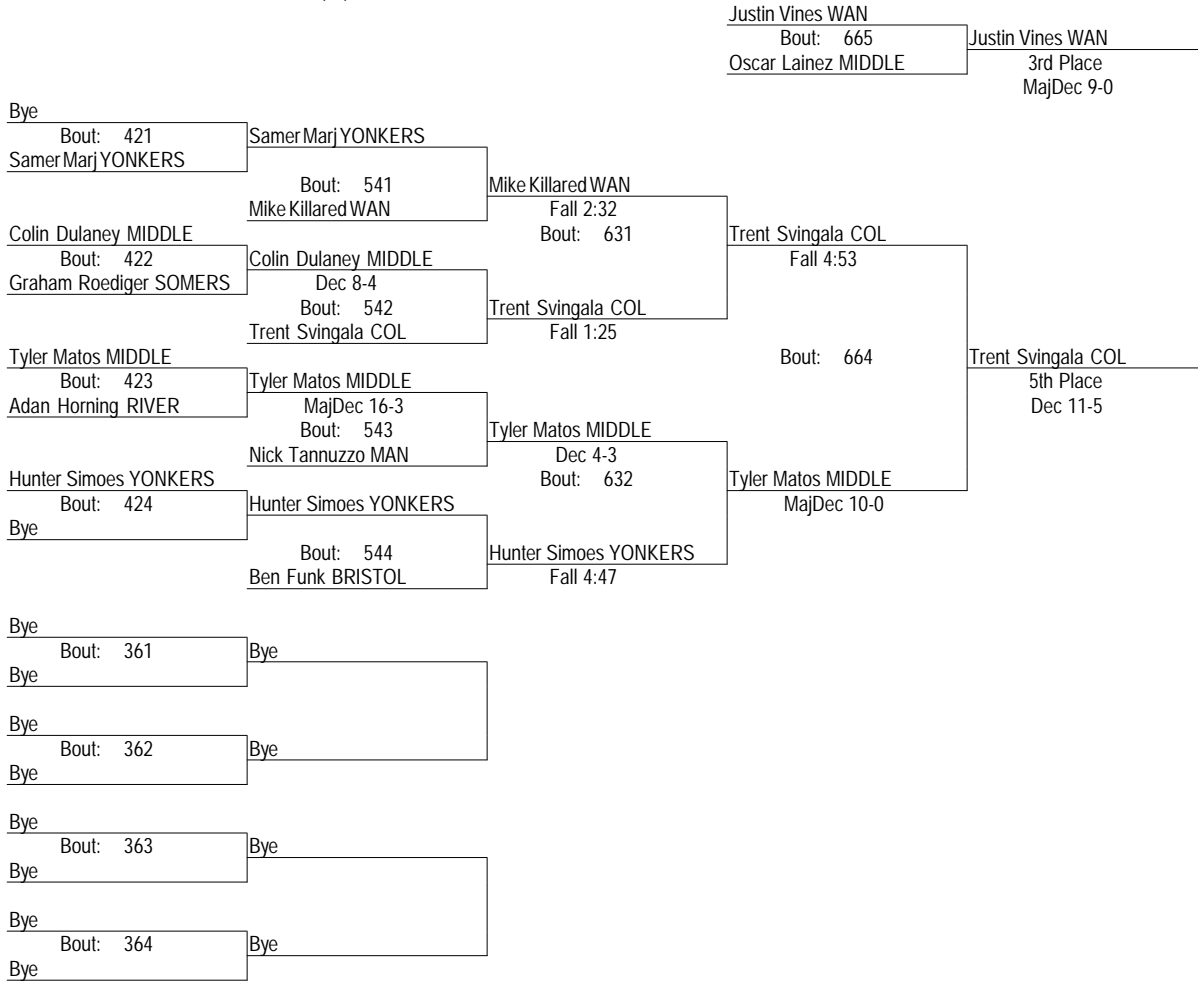 Justin Vines WAN
Bout: 665
Justin Vines WAN
Oscar Lainez MIDDLE
3rd Place
MajDec 9-0
Bye
Bout: 421
Samer Marj YONKERS
Samer Marj YONKERS
Bout: 541
Mike Killared WAN
Mike Killared WAN
Fall 2:32
Colin Dulaney MIDDLE
Bout: 631
Trent Svingala COL
Bout: 422
Colin Dulaney MIDDLE
Fall 4:53
Graham Roediger SOMERS
Dec 8-4
Bout: 542
Trent Svingala COL
Trent Svingala COL
Fall 1:25
Tyler Matos MIDDLE
Bout: 664
Trent Svingala COL
Bout: 423
Tyler Matos MIDDLE
5th Place
Adan Horning RIVER
MajDec 16-3
Dec 11-5
Bout: 543
Tyler Matos MIDDLE
Nick Tannuzzo MAN
Dec 4-3
Hunter Simoes YONKERS
Bout: 632
Tyler Matos MIDDLE
Bout: 424
Hunter Simoes YONKERS
MajDec 10-0
Bye
Bout: 544
Hunter Simoes YONKERS
Ben Funk BRISTOL
Fall 4:47
Bye
Bout: 361
Bye
Bye
Bye
Bout: 362
Bye
Bye
Bye
Bout: 363
Bye
Bye
Bye
Bout: 364
Bye
Bye